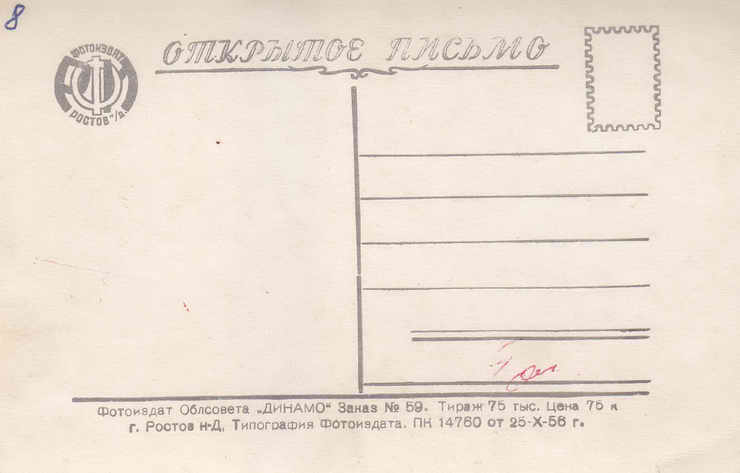 8
ФОТОИЗДАТ
РОСТОВ н/Д.
ОТКРЫТОЕ ПИСЬМО
Фотоиздат Облсовета „ДИНАМО“ Заказ № 59. Тираж 75 тыс. Цена 75 к
г. Ростов н-Д, Типография Фотоиздата. ПК 14760 от 25-X-56 г.